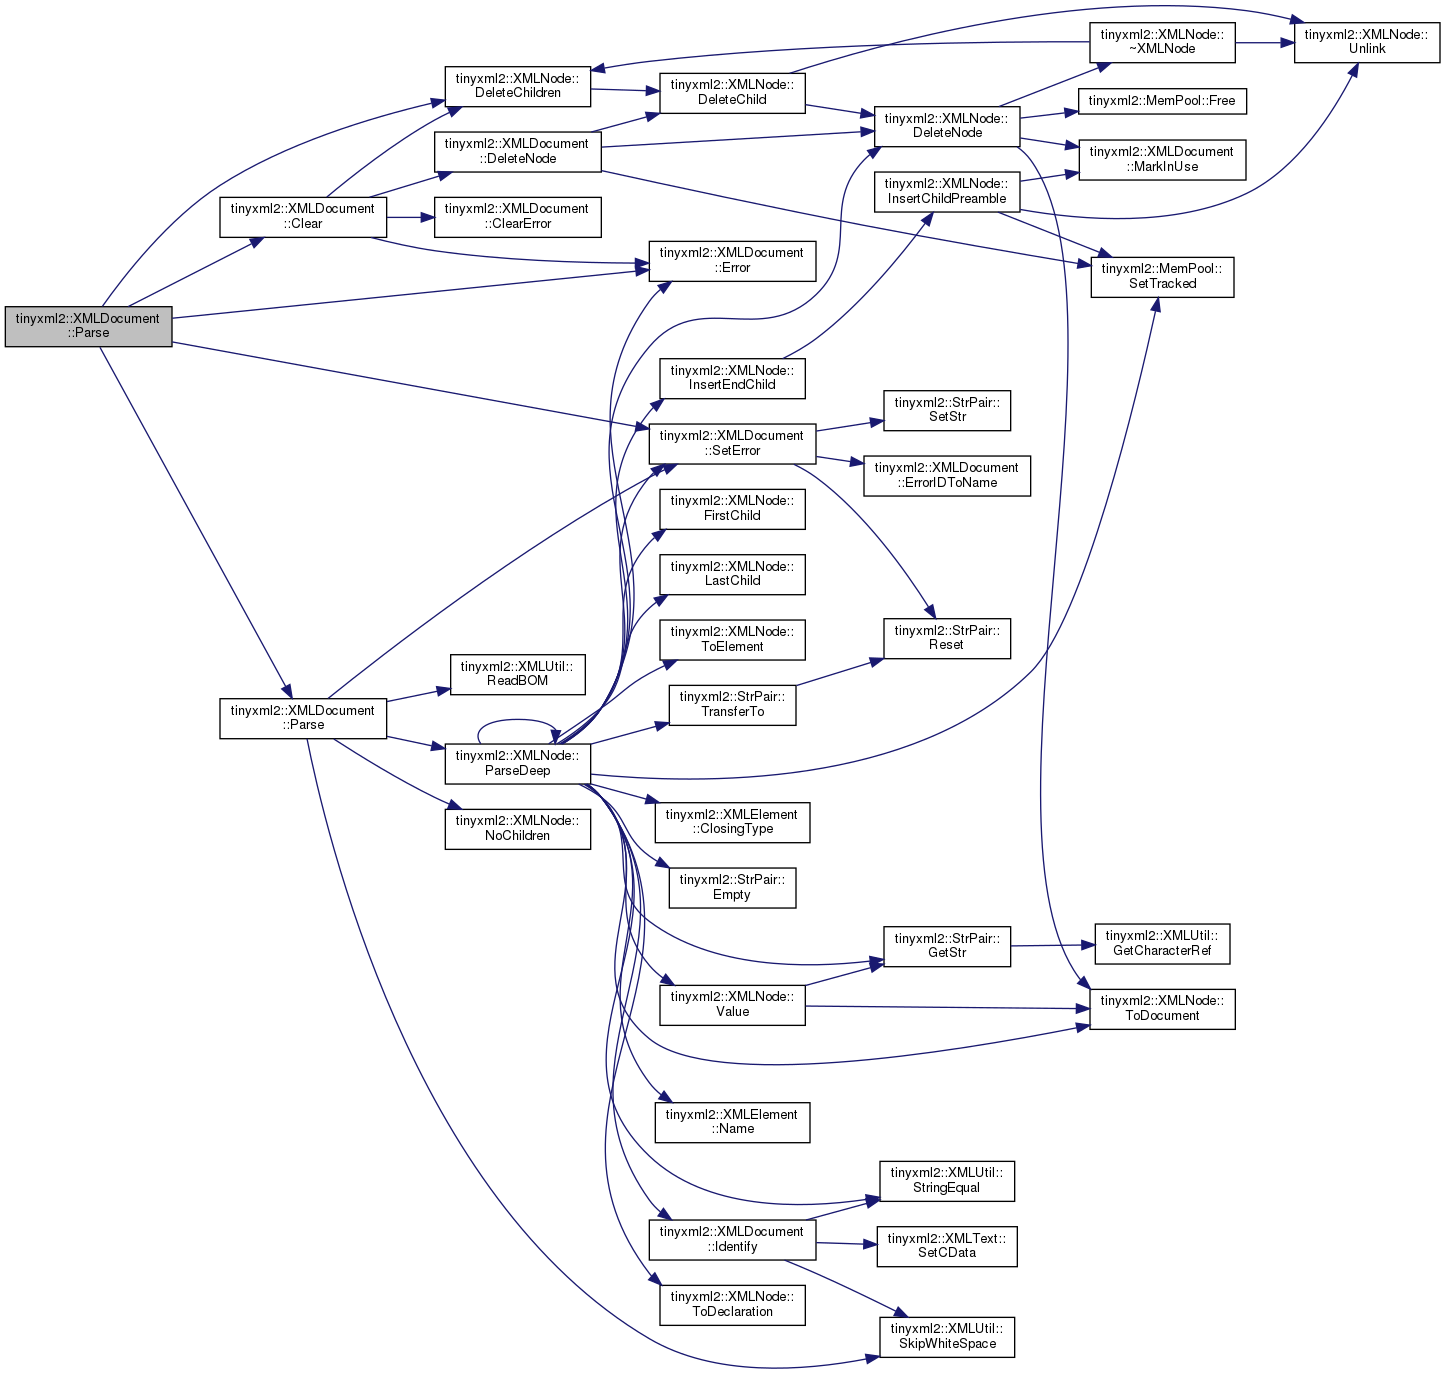 tinyxml2::XMLDocument
::Parse
tinyxml2::XMLDocument
::Clear
tinyxml2::XMLDocument
::Parse
tinyxml2::XMLNode::
DeleteChildren
tinyxml2::XMLDocument
::DeleteNode
tinyxml2::XMLDocument
::ClearError
tinyxml2::XMLUtil::
ReadBOM
tinyxml2::XMLNode::
ParseDeep
tinyxml2::XMLNode::
NoChildren
tinyxml2::XMLNode::
DeleteChild
tinyxml2::XMLDocument
::Error
tinyxml2::XMLNode::
InsertEndChild
tinyxml2::XMLDocument
::SetError
tinyxml2::XMLNode::
FirstChild
tinyxml2::XMLNode::
LastChild
tinyxml2::XMLNode::
ToElement
tinyxml2::StrPair::
TransferTo
tinyxml2::XMLElement
::ClosingType
tinyxml2::StrPair::
Empty
tinyxml2::XMLNode::
Value
tinyxml2::XMLElement
::Name
tinyxml2::XMLDocument
::Identify
tinyxml2::XMLNode::
ToDeclaration
tinyxml2::XMLNode::
DeleteNode
tinyxml2::XMLNode::
InsertChildPreamble
tinyxml2::StrPair::
SetStr
tinyxml2::XMLDocument
::ErrorIDToName
tinyxml2::StrPair::
Reset
tinyxml2::StrPair::
GetStr
tinyxml2::XMLUtil::
StringEqual
tinyxml2::XMLText::
SetCData
tinyxml2::XMLUtil::
SkipWhiteSpace
tinyxml2::XMLNode::
~XMLNode
tinyxml2::MemPool::Free
tinyxml2::XMLDocument
::MarkInUse
tinyxml2::MemPool::
SetTracked
tinyxml2::XMLUtil::
GetCharacterRef
tinyxml2::XMLNode::
ToDocument
tinyxml2::XMLNode::
Unlink